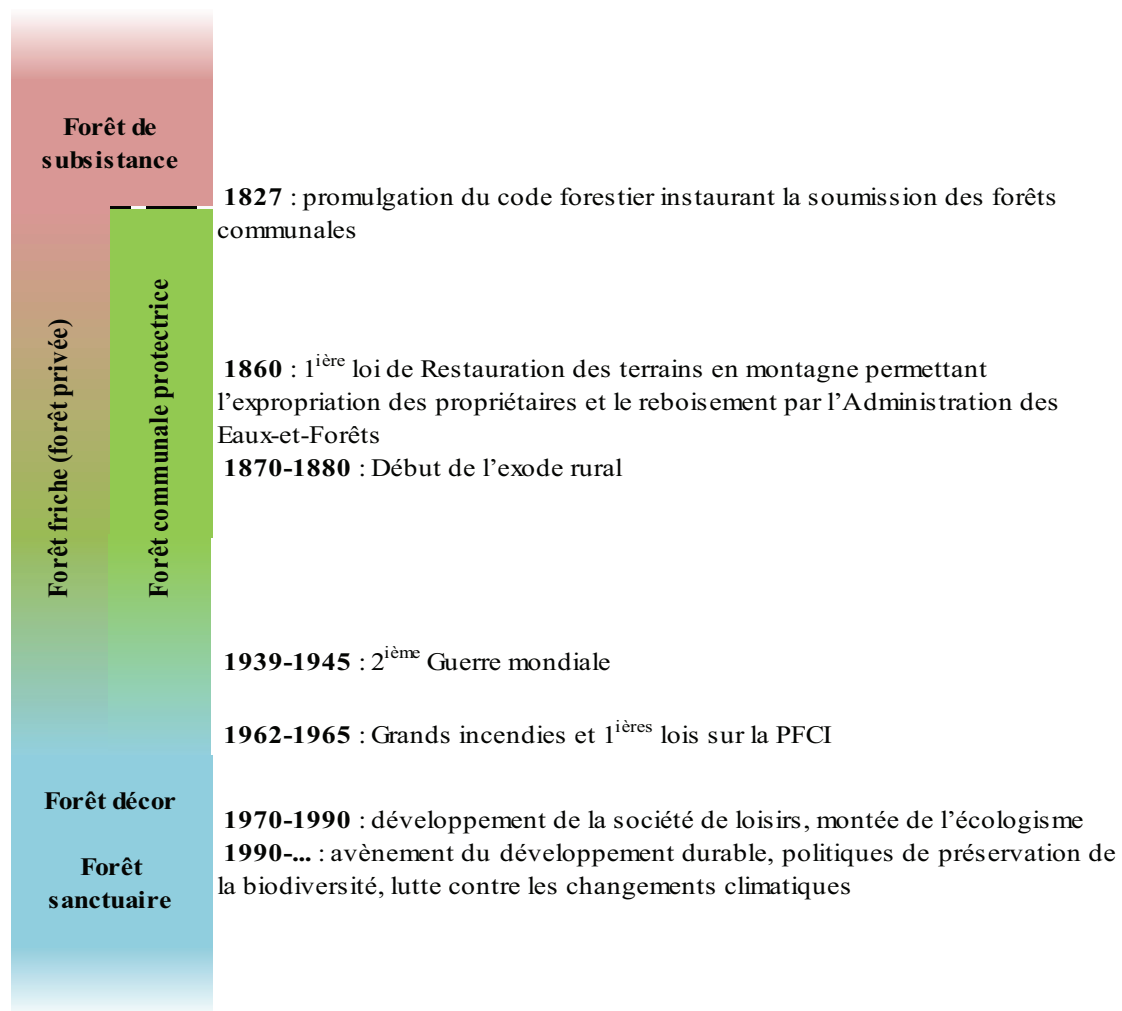 Forêt de
subsistance
1827 : promulgation du code forestier instaurant la soumission des forêts
communales
Forêt friche (forêt privée)
Forêt communale protectrice
1860 : 1ière loi de Restauration des terrains en montagne permettant
l'expropriation des propriétaires et le reboisement par l'Administration des
Eaux-et-Forêts
1870-1880 : Début de l'exode rural
1939-1945 : 2ième Guerre mondiale
1962-1965 : Grands incendies et 1ières lois sur la PFCI
Forêt décor
Forêt
sanctuaire
1970-1990 : développement de la société de loisirs, montée de l'écologisme
1990-... : avènement du développement durable, politiques de préservation de
la biodiversité, lutte contre les changements climatiques